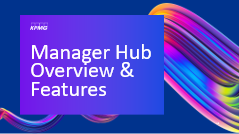 KPMG
Manager Hub
Overview &
Features